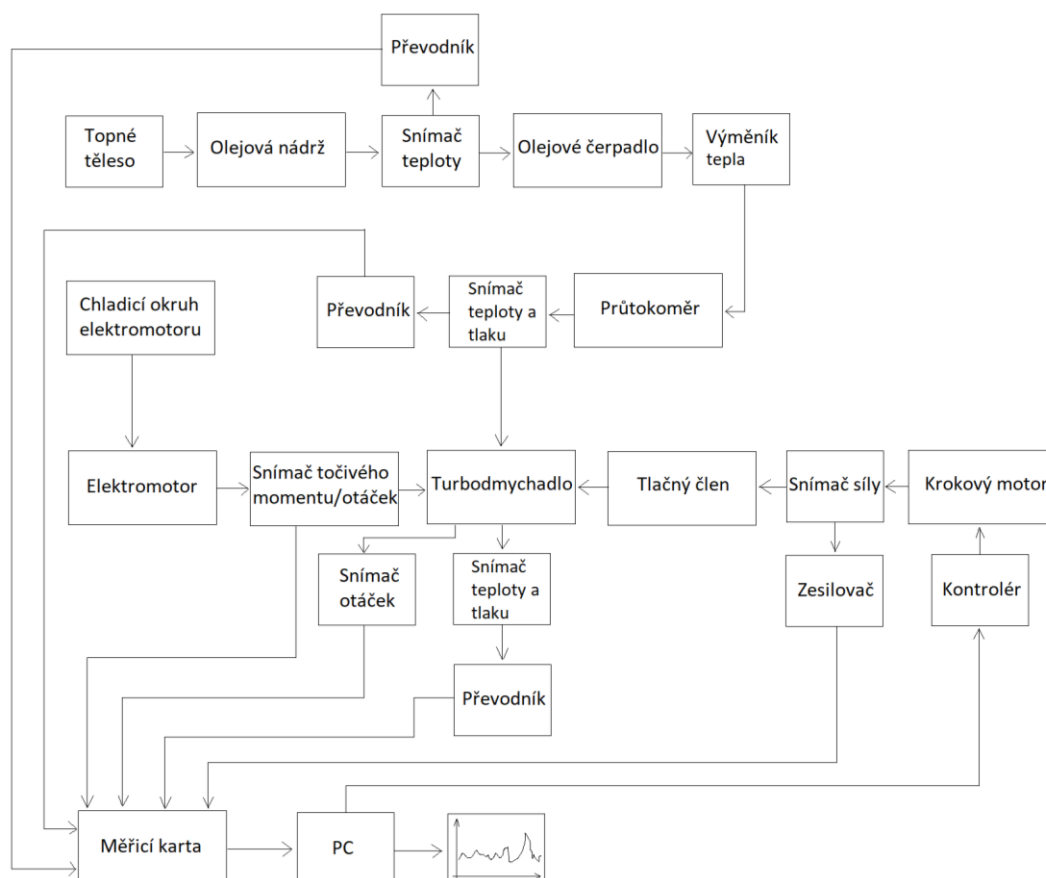 Převodník
Topné
těleso
Olejová nádrž
Snímač
teploty
Olejové čerpadlo
Výměník
tepla
Chladicí okruh
elektromotoru
Převodník
Snímač
teploty a
tlaku
Průtokoměr
Elektromotor
Snímač točivého
momentu/otáček
Turbodmychadlo
Tlačný člen
Snímač síly
Krokový motor
Snímač
otáček
Snímač
teploty a
tlaku
Zesilovač
Kontrolér
Převodník
Měřicí karta
PC